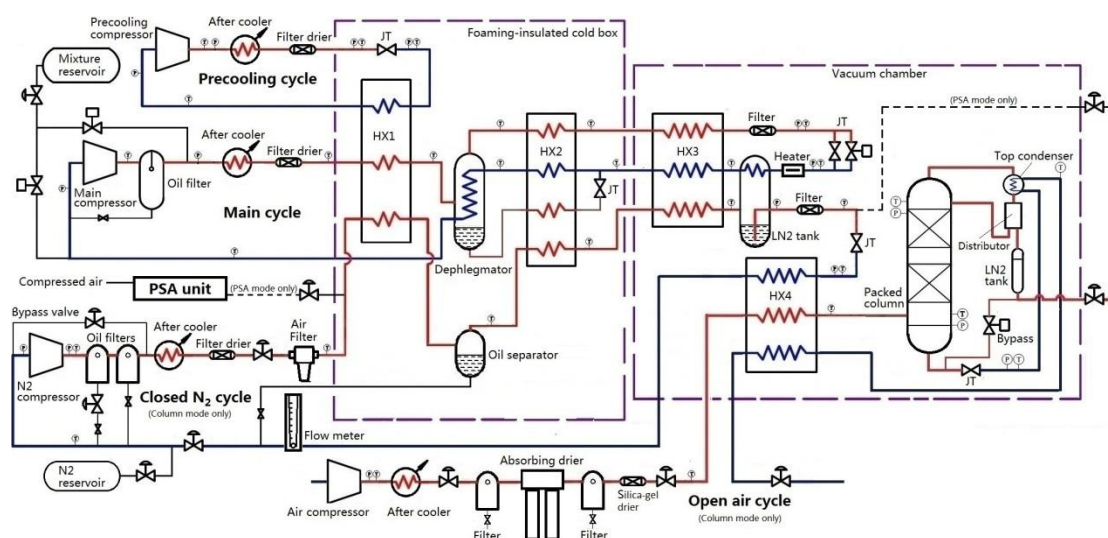 Precooling
compressor
After cooler
Filter drier
JT
Foaming-insulated cold box
Mixture
reservoir
Precooling cycle
Vacuum chamber
(PSA mode only)
After cooler
HX1
Filter drier
HX2
HX3
Filter
JT
Top condenser
Main
compressor
Oil filter
Heater
JT
Main cycle
Filter
Dephlegmator
LN2 tank
Distributor
JT
LN2
tank
Compressed air
PSA unit
(PSA mode only)
HX4
Packed
column
Bypass valve
Oil filters
After cooler
Air
Filter
Filter drier
Oil separator
Bypass
JT
N2
compressor
Closed N2 cycle
(Column mode only)
Flow meter
N2
reservoir
Absorbing drier
Air compressor
After cooler
Filter
Filter
Silica-gel
drier
Open air cycle
(Column mode only)